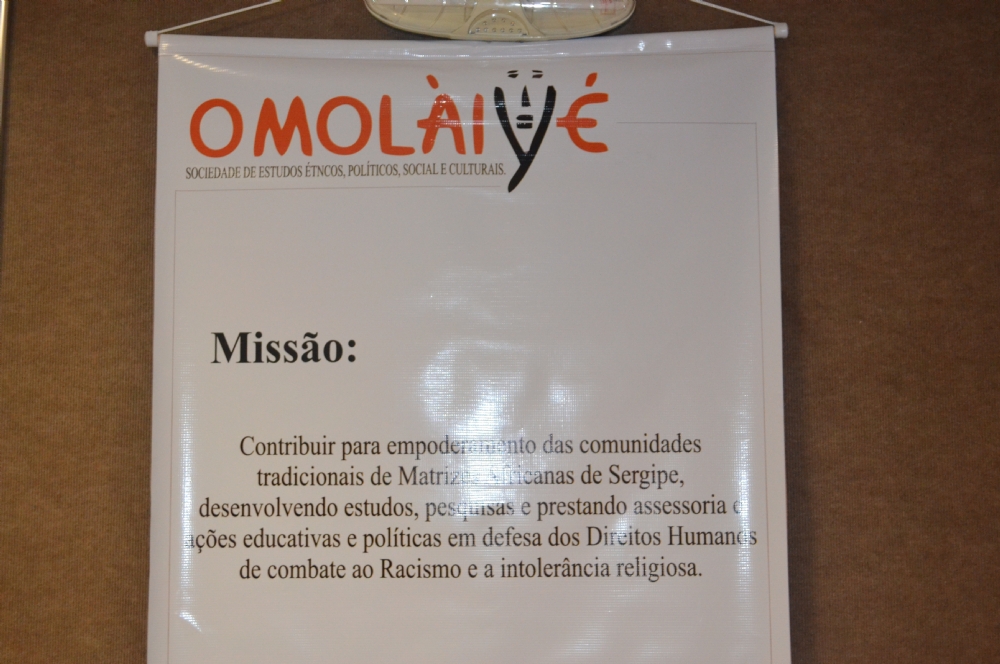 OMOLÀIYÉ
SOCIEDADE DE ESTUDOS ÉTNCOS, POLÍTICOS, SOCIAL E CULTURAIS.
Missão:
Contribuir para empoderamento das comunidades
tradicionais de Matrizes Africanas de Sergipe,
desenvolvendo estudos, pesquisas e prestando assessoria
ações educativas e políticas em defesa dos Direitos Humanos
de combate ao Racismo e a intolerância religiosa.